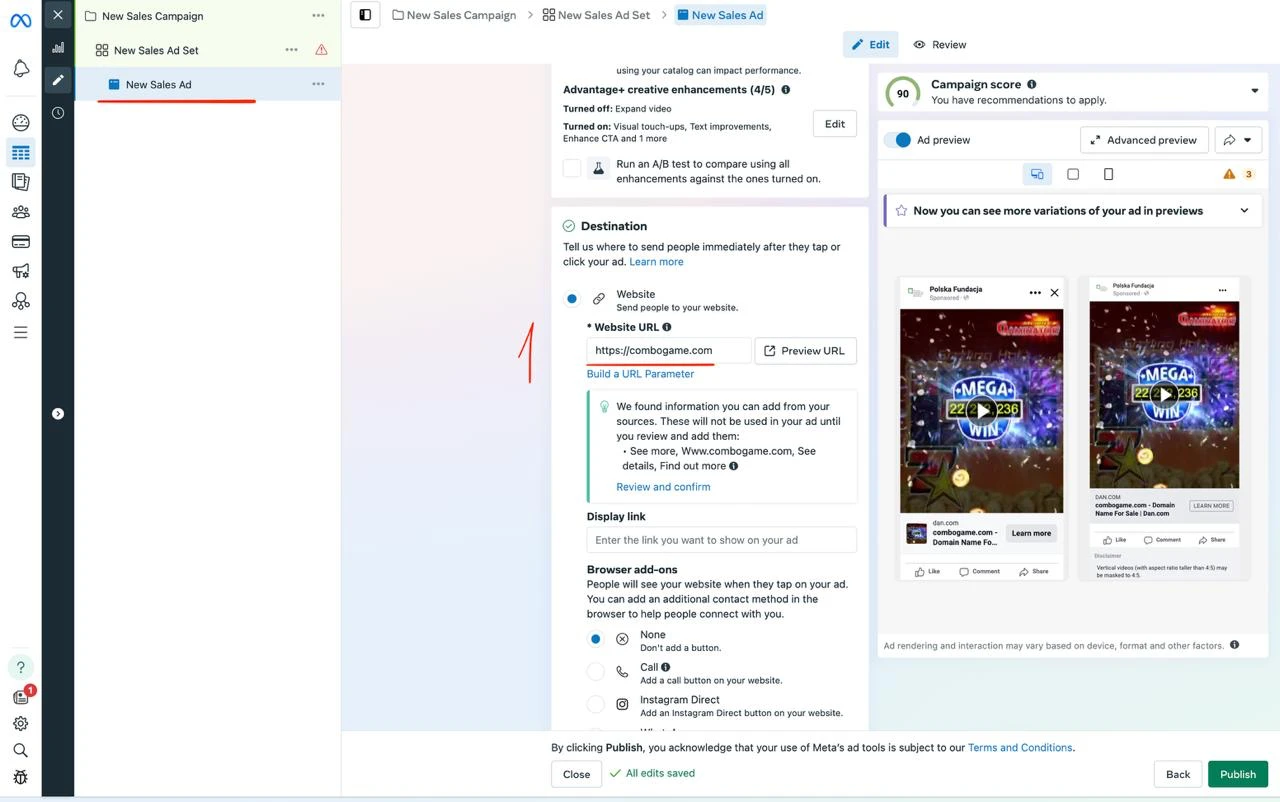 New Sales Campaign
New Sales Ad Set
New Sales Ad
New Sales Campaign > New Sales Ad Set > New Sales Ad
Edit
Review
using your catalog can impact performance.
Advantage+ creative enhancements (4/5)
Turned off: Expand video
Turned on: Visual touch-ups, Text improvements,
Enhance CTA and 1 more
Edit
Run an A/B test to compare using all
enhancements against the ones turned on.
Destination
Tell us where to send people immediately after they tap or
click your ad. Learn more
Website
Send people to your website.
* Website URL
https://combogame.com
Preview URL
Build a URL Parameter
1
We found information you can add from your
sources. These will not be used in your ad until
you review and add them:
• See more, Www.combogame.com, See
details, Find out more
Review and confirm
Display link
Enter the link you want to show on your ad
Browser add-ons
People will see your website when they tap on your ad.
You can add an additional contact method in the
browser to help people connect with you.
None
Don't add a button.
Call
Add a call button on your website.
Instagram Direct
Add an Instagram Direct button on your website.
90
Campaign score
You have recommendations to apply.
Ad preview
Advanced preview
3
Now you can see more variations of your ad in previews
Polska Fundacja
Sponsored
GAMINATOR
MEGA
WIN
dan.com
combogame.com -
Domain Name Fo...
Learn more
Like
Comment
Share
Polska Fundacja
Sponsored
GAMINATOR
MEGA
WIN
DAN.COM
combogame.com - Domain
Name For Sale | Dan.com
LEARN MORE
Like
Comment
Share
Disclaimer
Vertical videos (with aspect ratio taller than 4:5) may
be masked to 4:5.
Ad rendering and interaction may vary based on device, format and other factors.
?
1
By clicking Publish, you acknowledge that your use of Meta's ad tools is subject to our Terms and Conditions.
Close
All edits saved
Back
Publish